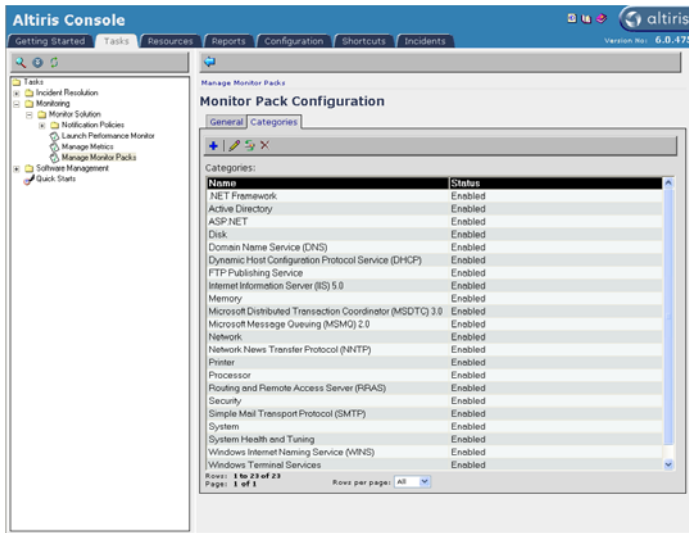 Altiris Console
altiris
Getting Started Tasks Resources Reports Configuration Shortcuts Incidents
Version No: 6.0.475
Tasks
Incident Resolution
Monitoring
Monitor Solution
Notification Policies
Launch Performance Monitor
Manage Metrics
Manage Monitor Packs
Software Management
Quick Starts
Manage Monitor Packs
Monitor Pack Configuration
General Categories
Categories:
Name Status
.NET Framework Enabled
Active Directory Enabled
ASP.NET Enabled
Disk Enabled
Domain Name Service (DNS) Enabled
Dynamic Host Configuration Protocol Service (DHCP) Enabled
FTP Publishing Service Enabled
Internet Information Server (IIS) 5.0 Enabled
Memory Enabled
Microsoft Distributed Transaction Coordinator (MSDTC) 3.0 Enabled
Microsoft Message Queuing (MSMQ) 2.0 Enabled
Network Enabled
Network News Transfer Protocol (NNTP) Enabled
Printer Enabled
Processor Enabled
Routing and Remote Access Server (RRAS) Enabled
Security Enabled
Simple Mail Transport Protocol (SMTP) Enabled
System Enabled
System Health and Tuning Enabled
Windows Internet Naming Service (WINS) Enabled
Windows Terminal Services Enabled
Rows: 1 to 23 of 23
Page: 1 of 1
Rows per page: All